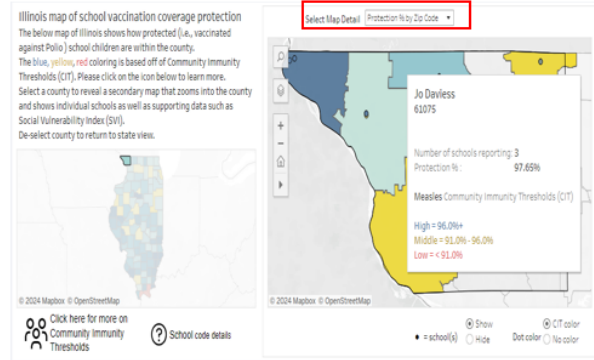 Illinois map of school vaccination coverage protection
The below map of Illinois shows how protected (i.e., vaccinated
against Polio ) school children are within the county.
The blue, yellow, red coloring is based off of Community Immunity
Thresholds (CIT). Please click on the icon below to learn more.
Select a county to reveal a secondary map that zooms into the county
and shows individual schools as well as supporting data such as
Social Vulnerability Index (SVI).
De-select county to return to state view.
© 2024 Mapbox © OpenStreetMap
Click here for more on
Community Immunity
Thresholds
School code details
Select Map Detail Protection % by Zip Code
Jo Daviess
61075
Number of schools reporting: 3
Protection % : 97.65%
Measles Community Immunity Thresholds (CIT)
High = 96.0%+
Middle = 91.0% - 96.0%
Low = < 91.0%
© 2024 Mapbox © OpenStreetMap
= school(s) Show Hide
Dot color CIT color No color